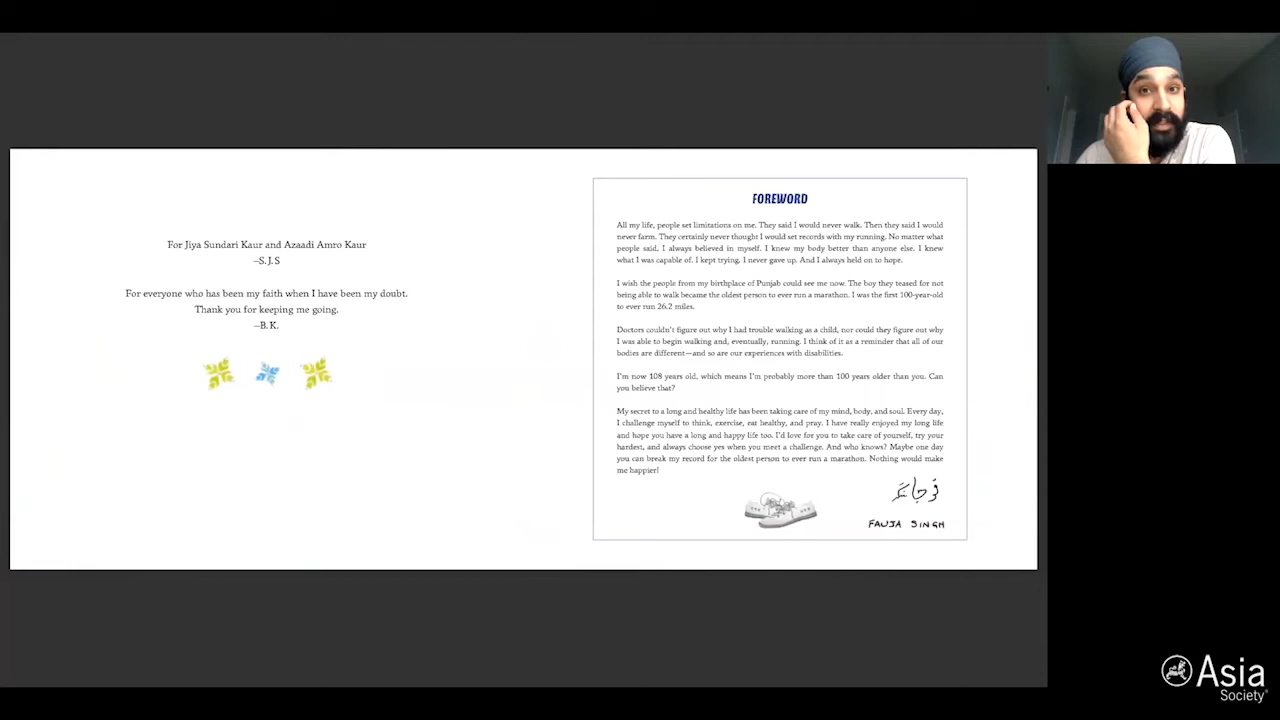 For Jiya Sundari Kaur and Azaadi Amro Kaur
—S.J.S
For everyone who has been my faith when I have been my doubt.
Thank you for keeping me going.
—B.K.
FOREWORD
All my life, people set limitations on me. They said I would never walk. Then they said I would
never farm. They certainly never thought I would set records with my running. No matter what
people said, I always believed in myself. I knew my body better than anyone else. I knew
what I was capable of. I kept trying. I never gave up. And I always held on to hope.
I wish the people from my birthplace of Punjab could see me now. The boy they teased for not
being able to walk became the oldest person to ever run a marathon. I was the first 100-year-old
to ever run 26.2 miles.
Doctors couldn't figure out why I had trouble walking as a child, nor could they figure out why
I was able to begin walking and, eventually, running. I think of it as a reminder that all of our
bodies are different—and so are our experiences with disabilities.
I'm now 108 years old, which means I'm probably more than 100 years older than you. Can
you believe that?
My secret to a long and healthy life has been taking care of my mind, body, and soul. Every day,
I challenge myself to think, exercise, eat healthy, and pray. I have really enjoyed my long life
and hope you have a long and happy life too. I'd love for you to take care of yourself, try your
hardest, and always choose yes when you meet a challenge. And who knows? Maybe one day
you can break my record for the oldest person to ever run a marathon. Nothing would make
me happier!
FAUJA SINGH
Asia
Society